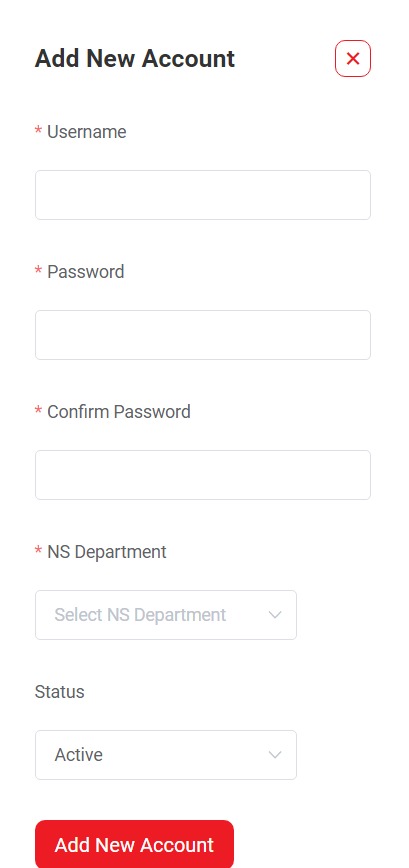 Add New Account
* Username
* Password
* Confirm Password
* NS Department
Select NS Department
Status
Active
Add New Account